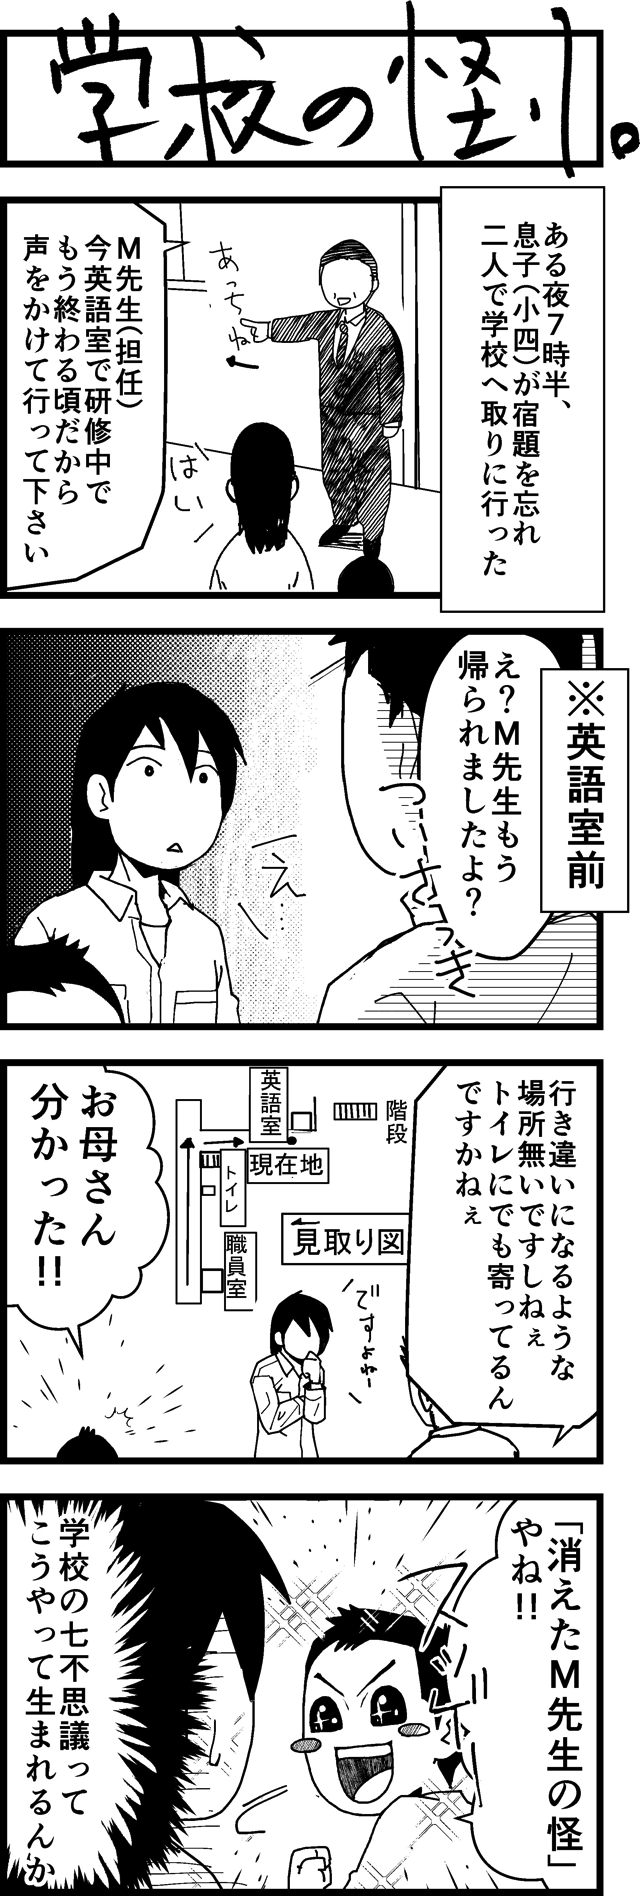 学校の怪!。
ある夜7時半、
息子(小四)が宿題を忘れ
二人で学校へ取りに行った
あっちね
M先生(担任)
今英語室で研修中で
もう終わる頃だから
声をかけて行って下さい
はい
※英語室前
え?M先生もう
帰られましたよ?
ついさっき
え…
行き違いになるような
場所無いですしねぇ
トイレにでも寄ってるん
ですかねぇ
階段
英語室
現在地
トイレ
見取り図
職員室
ですよねー
お母さん
分かった!!
「消えたM先生の怪」
やね!!
学校の七不思議って
こうやって生まれるんか